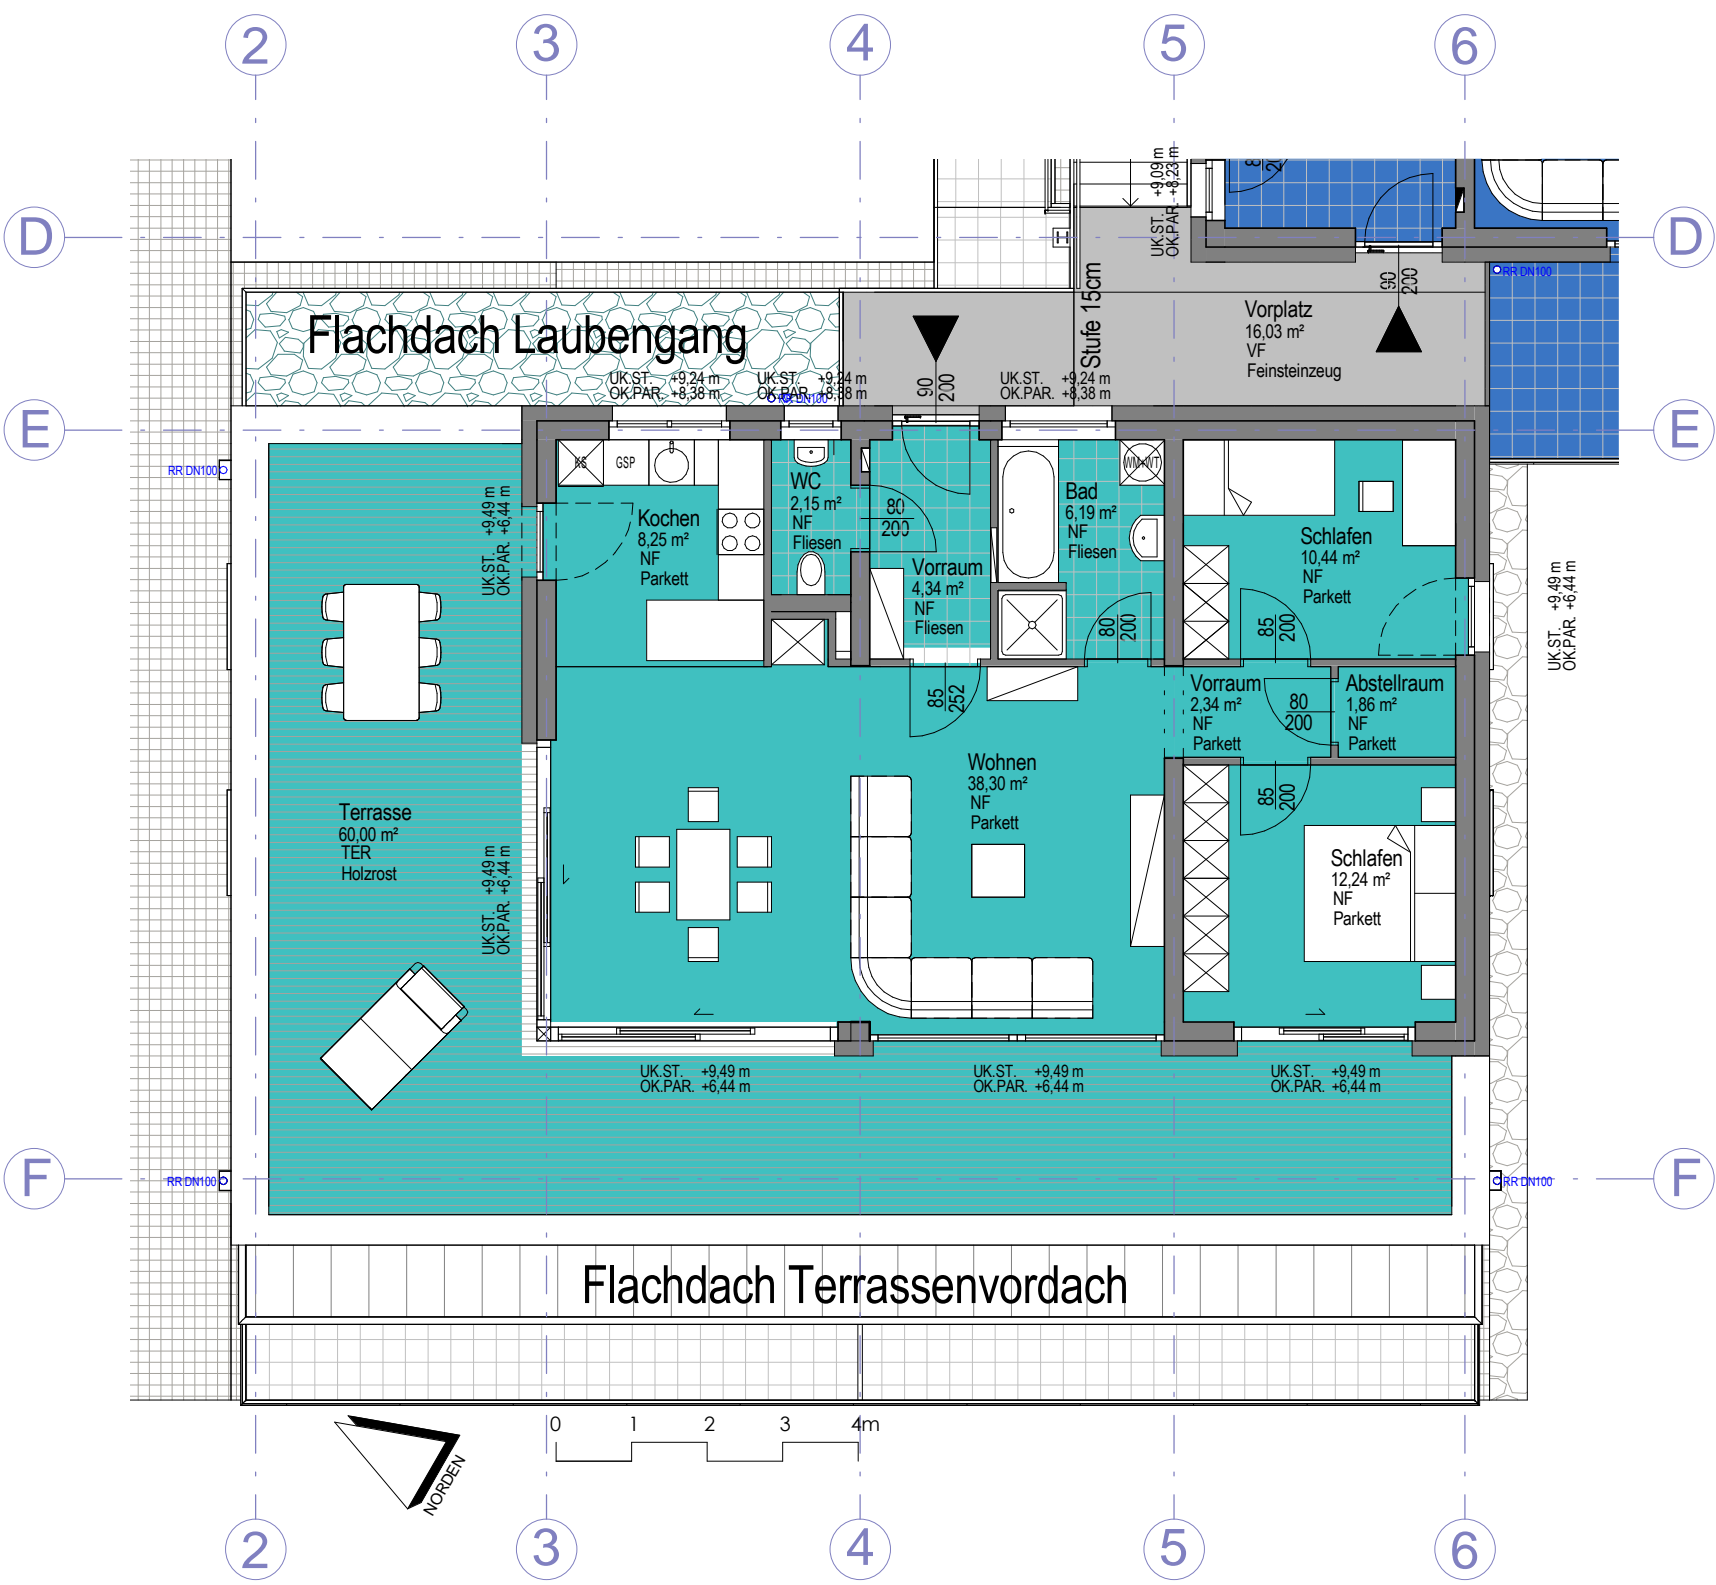 2 3 4 5 6
D
D
UK.ST. +9,09 m
OK.PAR. +8,23 m
90
200
RR DN100
Flachdach Laubengang
Stufe 15cm
Vorplatz
16,03 m²
VF
Feinsteinzeug
UK.ST. +9,24 m
OK.PAR. +8,38 m
UK.ST. +9,24 m
OK.PAR. +8,38 m
RR DN100
90
200
UK.ST. +9,24 m
OK.PAR. +8,38 m
E
E
RR DN100
UK.ST. +9,49 m
OK.PAR. +6,44 m
KS
GSP
Kochen
8,25 m²
NF
Parkett
WC
2,15 m²
NF
Fliesen
80
200
Vorraum
4,34 m²
NF
Fliesen
Bad
6,19 m²
NF
Fliesen
WM+WT
80
200
Schlafen
10,44 m²
NF
Parkett
85
200
UK.ST. +9,49 m
OK.PAR. +6,44 m
85
252
Vorraum
2,34 m²
NF
Parkett
80
200
Abstellraum
1,86 m²
NF
Parkett
Wohnen
38,30 m²
NF
Parkett
85
200
Terrasse
60,00 m²
TER
Holzrost
UK.ST. +9,49 m
OK.PAR. +6,44 m
Schlafen
12,24 m²
NF
Parkett
UK.ST. +9,49 m
OK.PAR. +6,44 m
UK.ST. +9,49 m
OK.PAR. +6,44 m
UK.ST. +9,49 m
OK.PAR. +6,44 m
F
RR DN100
RR DN100
F
Flachdach Terrassenvordach
NORDEN
0 1 2 3 4m
2 3 4 5 6